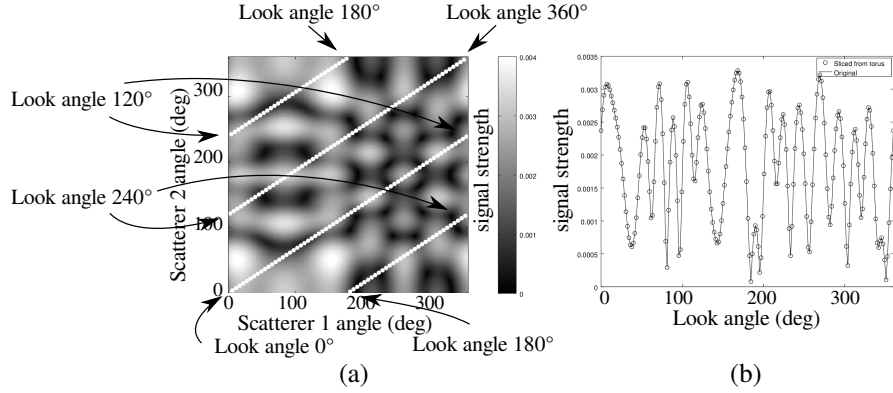 Look angle 180°
Look angle 360°
Look angle 120°
Look angle 240°
Look angle 0°
Look angle 180°
Scatterer 2 angle (deg)
300
200
100
0
0
100
200
300
Scatterer 1 angle (deg)
0.004
0.003
0.002
0.001
0
signal strength
(a)
0.0035
0.003
0.0025
0.002
0.0015
0.001
0.0005
0
signal strength
Sliced from torus
Original
0
100
200
300
Look angle (deg)
(b)